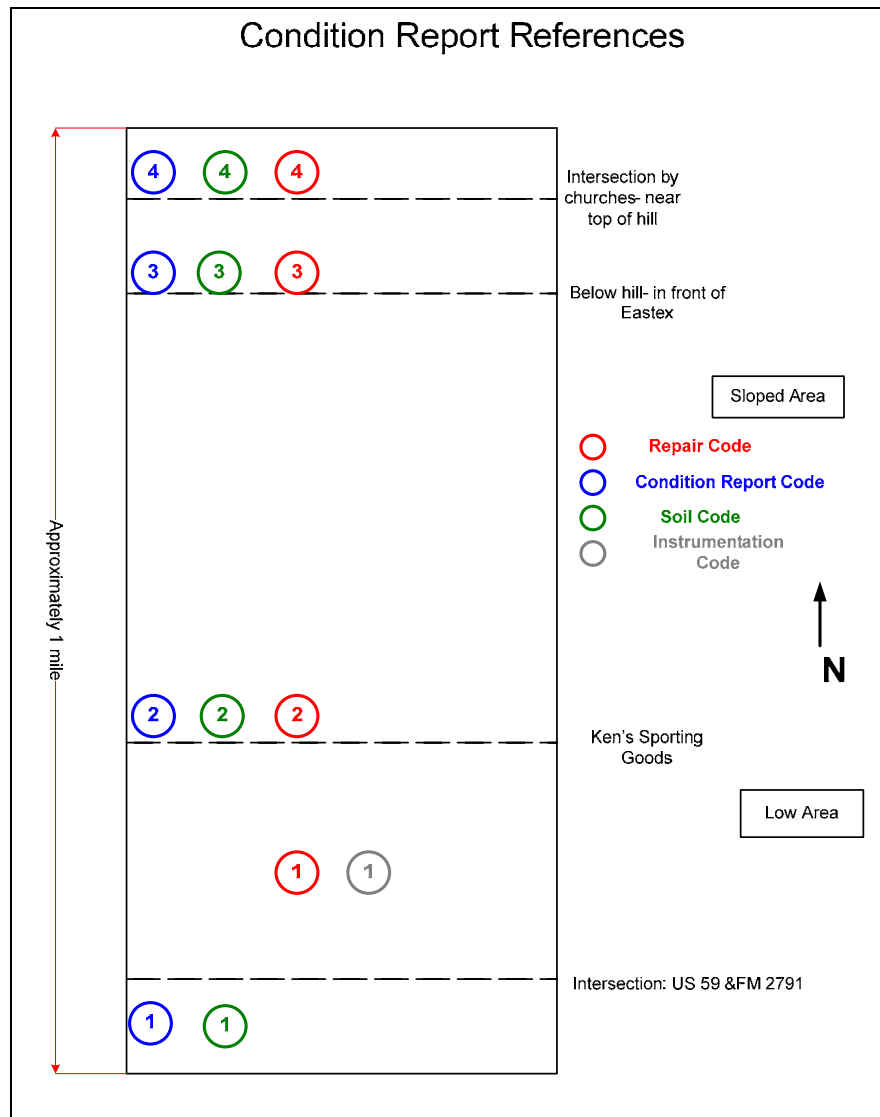 Condition Report References
4 4 4
Intersection by
churches- near
top of hill
3 3 3
Below hill- in front of
Eastex
Sloped Area
Repair Code
Condition Report Code
Soil Code
Instrumentation
Code
Approximately 1 mile
N
2 2 2
Ken's Sporting
Goods
Low Area
1 1
Intersection: US 59 &FM 2791
1 1